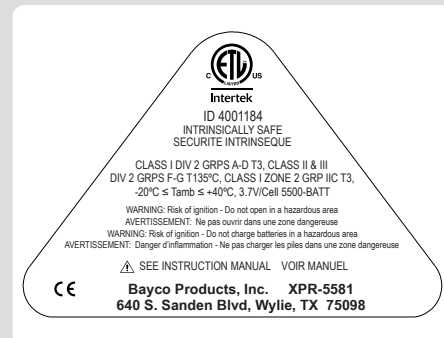 ETL
LISTED
C US
Intertek
ID 4001184
INTRINSICALLY SAFE
SECURITE INTRINSEQUE
CLASS I DIV 2 GRPS A-D T3, CLASS II & III
DIV 2 GRPS F-G T135ºC, CLASS I ZONE 2 GRP IIC T3,
-20ºC ≤ Tamb ≤ +40ºC, 3.7V/Cell 5500-BATT
WARNING: Risk of ignition - Do not open in a hazardous area
AVERTISSEMENT: Ne pas ouvrir dans une zone dangereuse
WARNING: Risk of ignition - Do not charge batteries in a hazardous area
AVERTISSEMENT: Danger d'inflammation - Ne pas charger les piles dans une zone dangereuse
SEE INSTRUCTION MANUAL VOIR MANUEL
CE
Bayco Products, Inc. XPR-5581
640 S. Sanden Blvd, Wylie, TX 75098